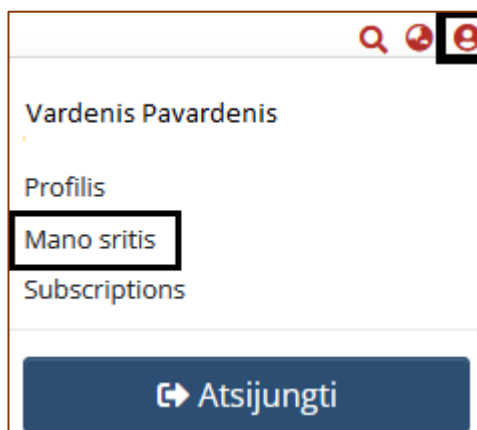 Vardenis Pavardenis
Profilis
Mano sritis
Subscriptions
Atsijungti